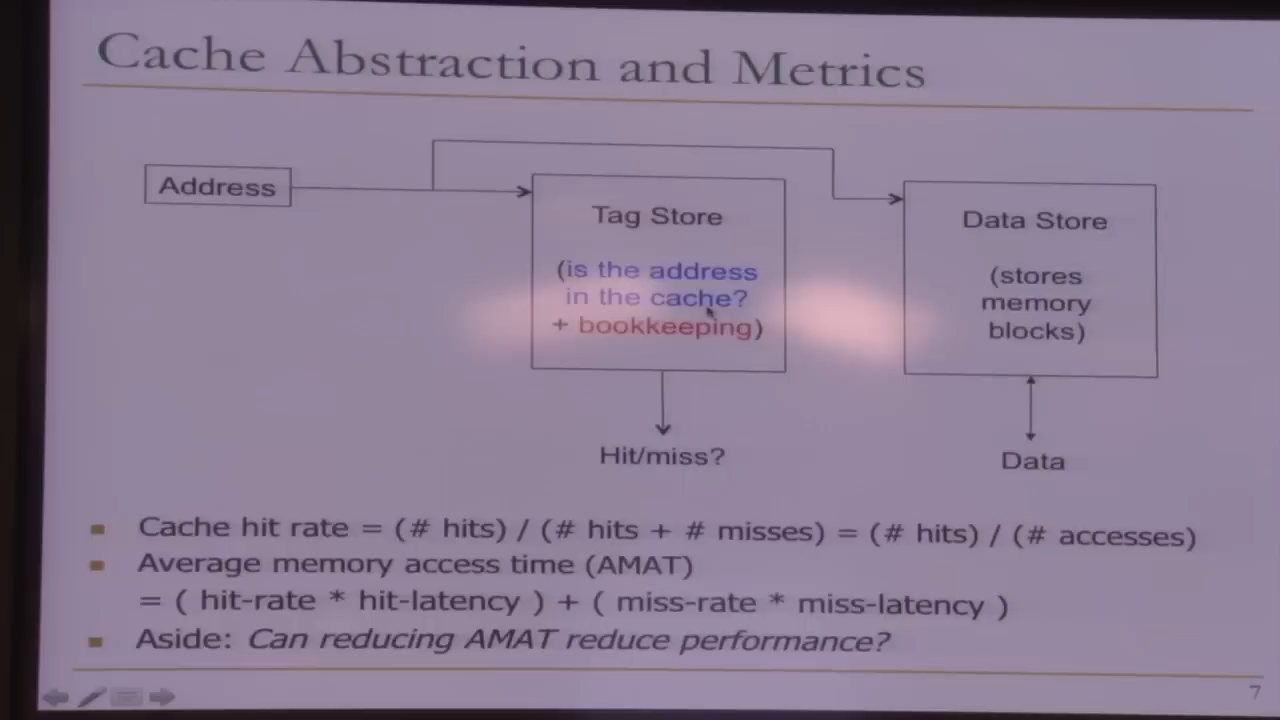 Cache Abstraction and Metrics
Address
Tag Store
(is the address
in the cache?
+ bookkeeping)
Data Store
(stores
memory
blocks)
Hit/miss?
Data
Cache hit rate = (# hits) / (# hits + # misses) = (# hits) / (# accesses)
Average memory access time (AMAT)
= ( hit-rate * hit-latency ) + ( miss-rate * miss-latency )
Aside: Can reducing AMAT reduce performance?
7